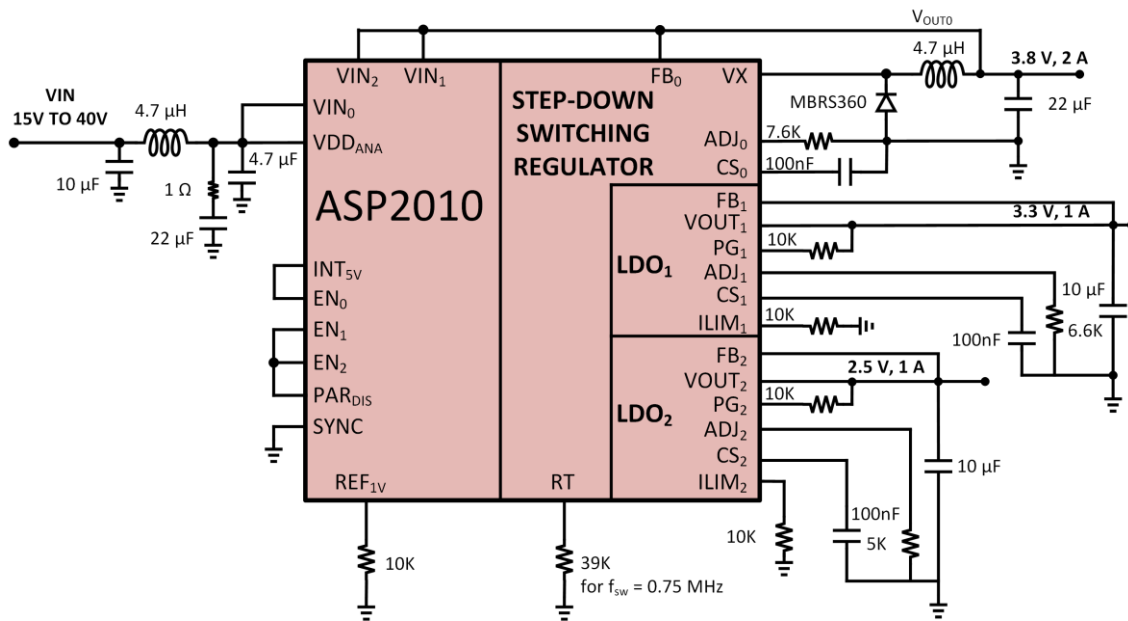 V_OUT0
4.7 µH
3.8 V, 2 A
VIN₂
VIN₁
FB₀
VX
VIN
15V TO 40V
4.7 µH
VIN₀
STEP-DOWN
SWITCHING
REGULATOR
MBRS360
22 µF
VDD_ANA
ADJ₀
7.6K
4.7 µF
10 µF
1 Ω
CS₀
100nF
ASP2010
FB₁
3.3 V, 1 A
22 µF
VOUT₁
10K
PG₁
LDO₁
INT₅V
ADJ₁
EN₀
CS₁
10 µF
EN₁
ILIM₁
10K
100nF
6.6K
EN₂
FB₂
2.5 V, 1 A
VOUT₂
PAR_DIS
10K
PG₂
LDO₂
SYNC
ADJ₂
CS₂
10 µF
REF₁V
RT
ILIM₂
100nF
10K
5K
10K
39K
for f_sw = 0.75 MHz